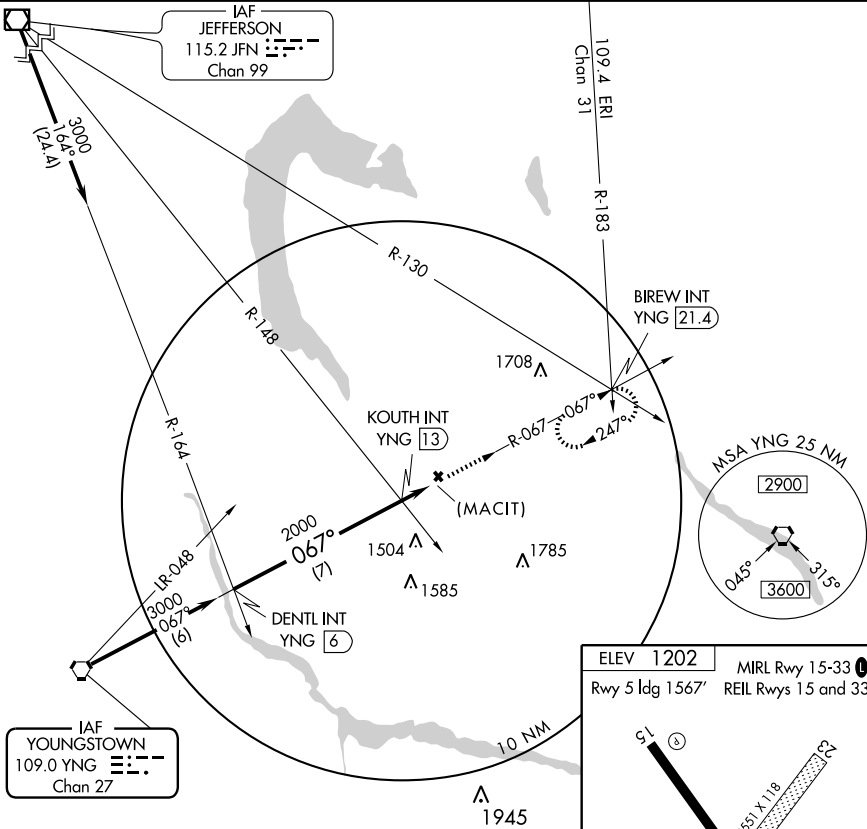 IAF
JEFFERSON
115.2 JFN
Chan 99
109.4 ERI
Chan 31
3000
164°
(24.4)
R-183
R-130
R-148
BIREW INT
YNG 21.4
1708
KOUTH INT
YNG 13
R-067
067°
247°
R-164
MSA YNG 25 NM
2900
045°
315°
3600
(MACIT)
2000
067°
(7)
1504
1785
1585
LR-048
3000
067°
(6)
DENTL INT
YNG 6
ELEV 1202
MIRL Rwy 15-33 L
Rwy 5 ldg 1567'
REIL Rwys 15 and 33
IAF
YOUNGSTOWN
109.0 YNG
Chan 27
10 NM
15
P
23
551 X 118
1945